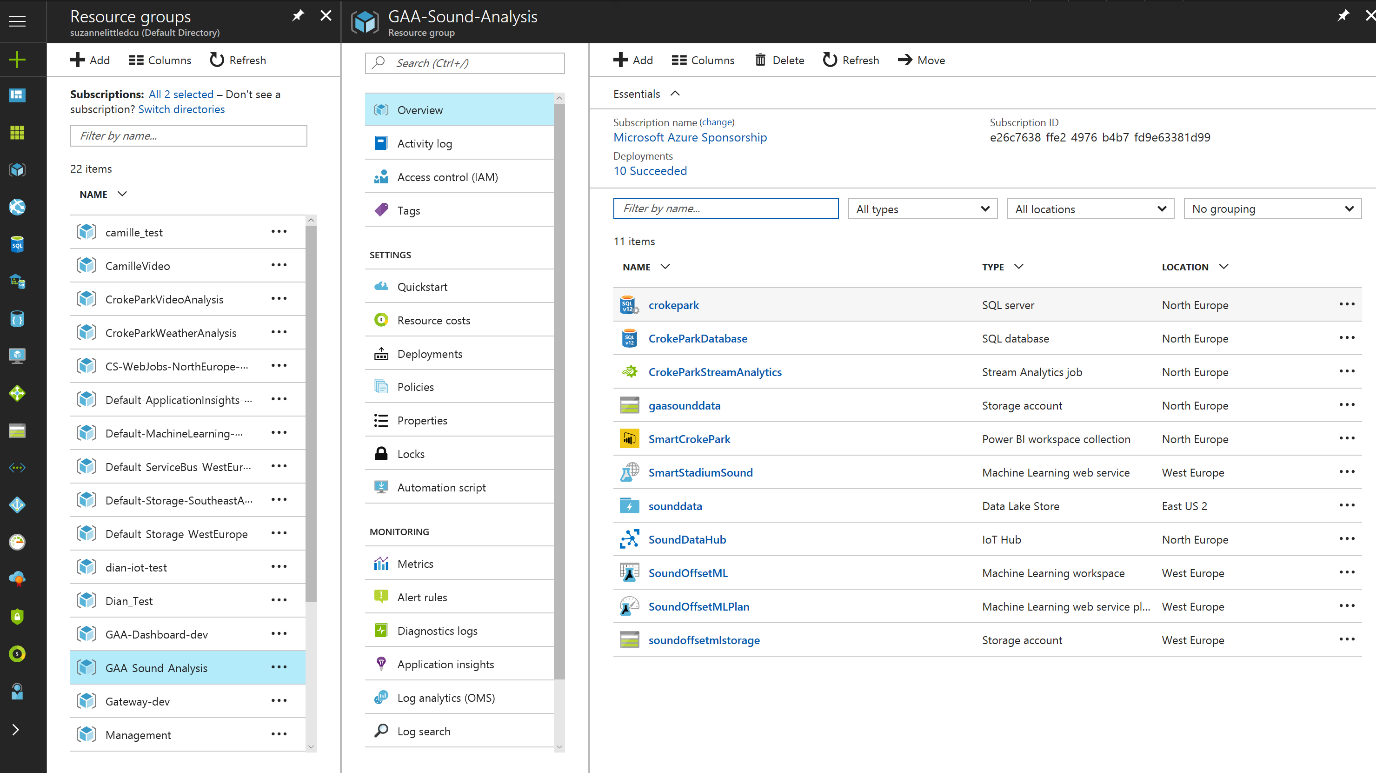 Resource groups
suzannelittledcu (Default Directory)
Add Columns Refresh
Subscriptions: All 2 selected – Don't see a
subscription? Switch directories
Filter by name...
22 items
NAME
camille_test
CamilleVideo
CrokeParkVideoAnalysis
CrokeParkWeatherAnalysis
CS-WebJobs-NorthEurope-...
Default ApplicationInsights ...
Default-MachineLearning-...
Default ServiceBus WestEur...
Default-Storage-SoutheastA...
Default Storage WestEurope
dian-iot-test
Dian_Test
GAA-Dashboard-dev
GAA Sound Analysis
Gateway-dev
Management
GAA-Sound-Analysis
Resource group
Search (Ctrl+/)
Overview
Activity log
Access control (IAM)
Tags
SETTINGS
Quickstart
Resource costs
Deployments
Policies
Properties
Locks
Automation script
MONITORING
Metrics
Alert rules
Diagnostics logs
Application insights
Log analytics (OMS)
Log search
Add Columns Delete Refresh Move
Essentials
Subscription name (change)
Microsoft Azure Sponsorship
Deployments
10 Succeeded
Subscription ID
e26c7638 ffe2 4976 b4b7 fd9e63381d99
Filter by name... All types All locations No grouping
11 items
NAME TYPE LOCATION
crokepark SQL server North Europe
CrokeParkDatabase SQL database North Europe
CrokeParkStreamAnalytics Stream Analytics job North Europe
gaasounddata Storage account North Europe
SmartCrokePark Power BI workspace collection North Europe
SmartStadiumSound Machine Learning web service West Europe
sounddata Data Lake Store East US 2
SoundDataHub IoT Hub North Europe
SoundOffsetML Machine Learning workspace West Europe
SoundOffsetMLPlan Machine Learning web service pl... West Europe
soundoffsetmlstorage Storage account West Europe